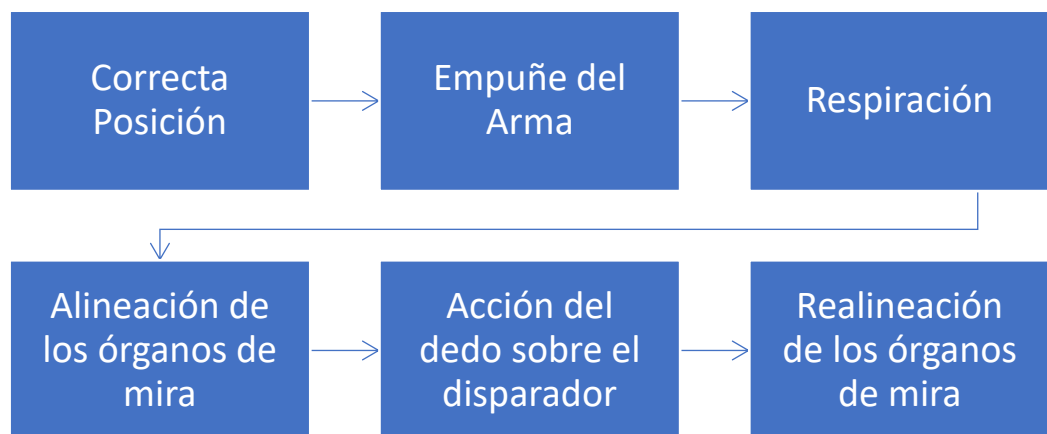 Correcta
Posición
Empuñe del
Arma
Respiración
Alineación de
los órganos de
mira
Acción del
dedo sobre el
disparador
Realineación
de los órganos
de mira